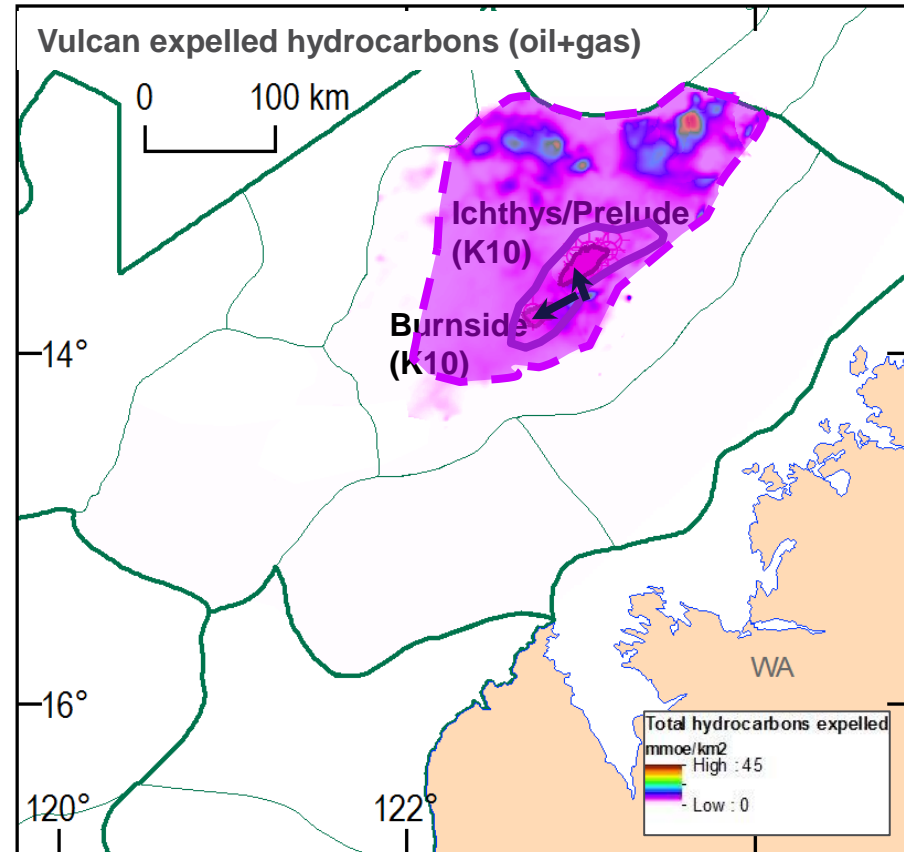 Vulcan expelled hydrocarbons (oil+gas)
0 100 km
Ichthys/Prelude
(K10)
Burnside
(K10)
14°
16°
WA
Total hydrocarbons expelled
mmoe/km2
High : 45
Low : 0
120° 122°